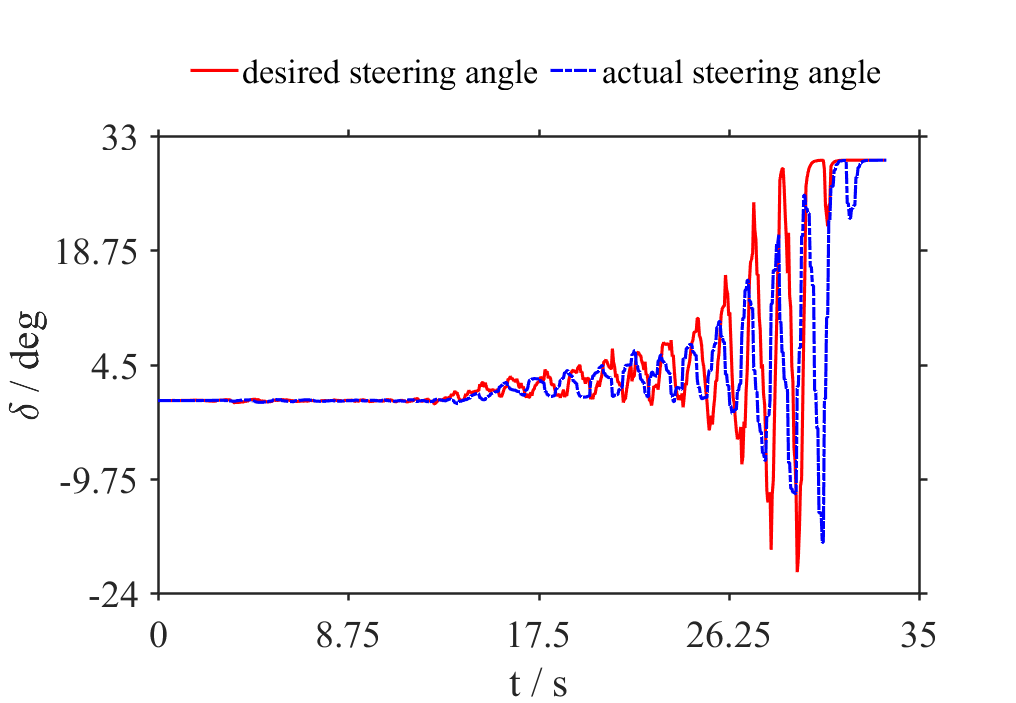 desired steering angle actual steering angle
33
18.75
4.5
-9.75
-24
δ / deg
0 8.75 17.5 26.25 35
t / s